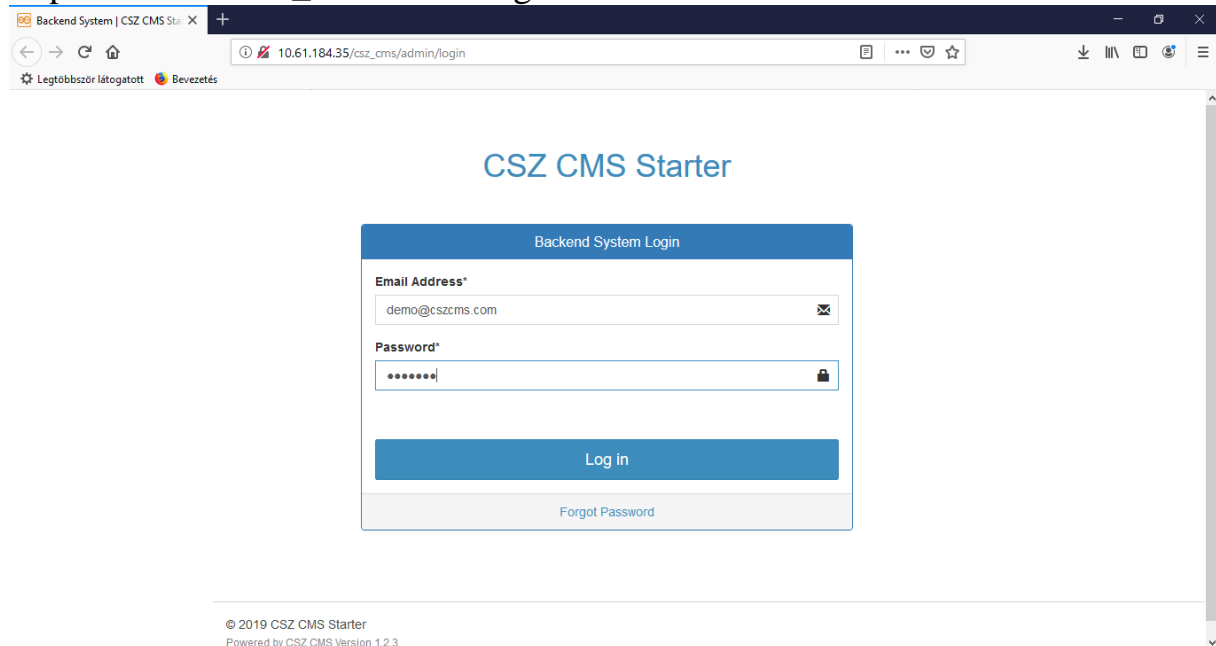 Backend System | CSZ CMS Sta
10.61.184.35/csz_cms/admin/login
Legtöbbször látogatott Bevezetés
CSZ CMS Starter
Backend System Login
Email Address*
demo@cszcms.com
Password*
•••••••
Log in
Forgot Password
© 2019 CSZ CMS Starter
Powered by CSZ CMS Version 1.2.3